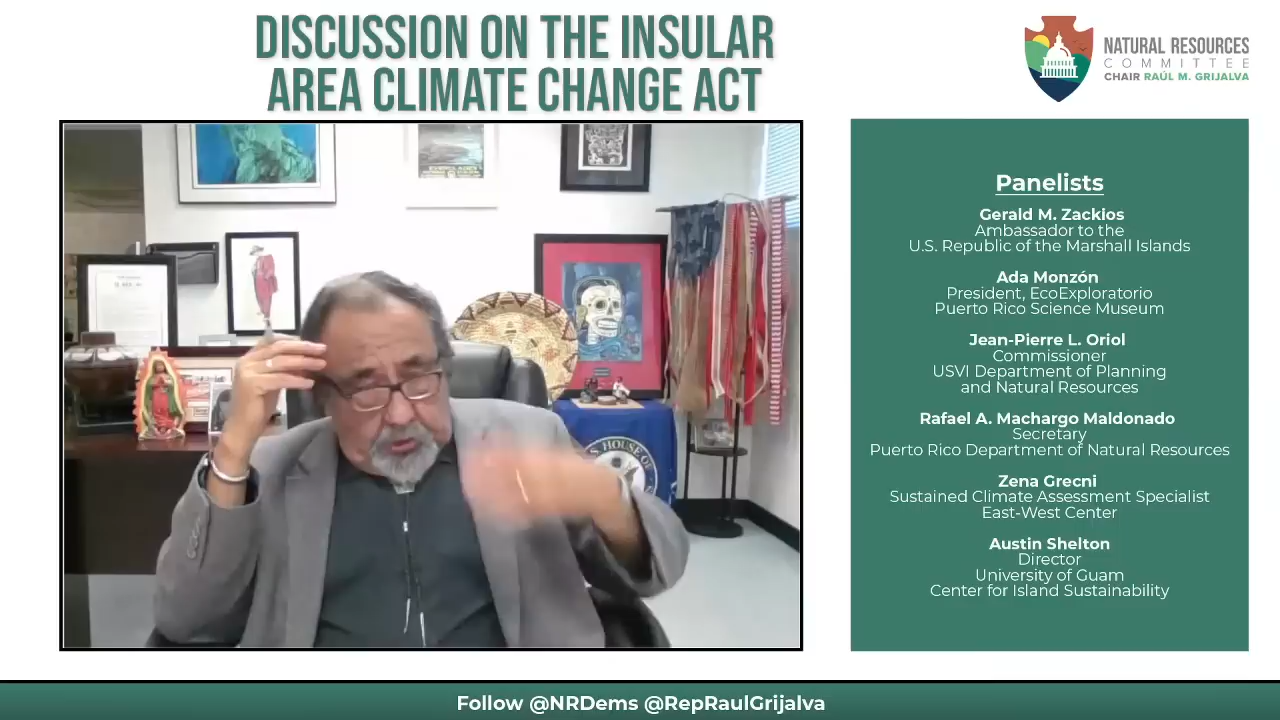 DISCUSSION ON THE INSULAR
AREA CLIMATE CHANGE ACT
NATURAL RESOURCES
COMMITTEE
CHAIR RAÚL M. GRIJALVA
Panelists
Gerald M. Zackios
Ambassador to the
U.S. Republic of the Marshall Islands
Ada Monzón
President, EcoExploratorio
Puerto Rico Science Museum
Jean-Pierre L. Oriol
Commissioner
USVI Department of Planning
and Natural Resources
Rafael A. Machargo Maldonado
Secretary
Puerto Rico Department of Natural Resources
Zena Grecni
Sustained Climate Assessment Specialist
East-West Center
Austin Shelton
Director
University of Guam
Center for Island Sustainability
S. HOUSE OF
Follow @NRDems @RepRaulGrijalva